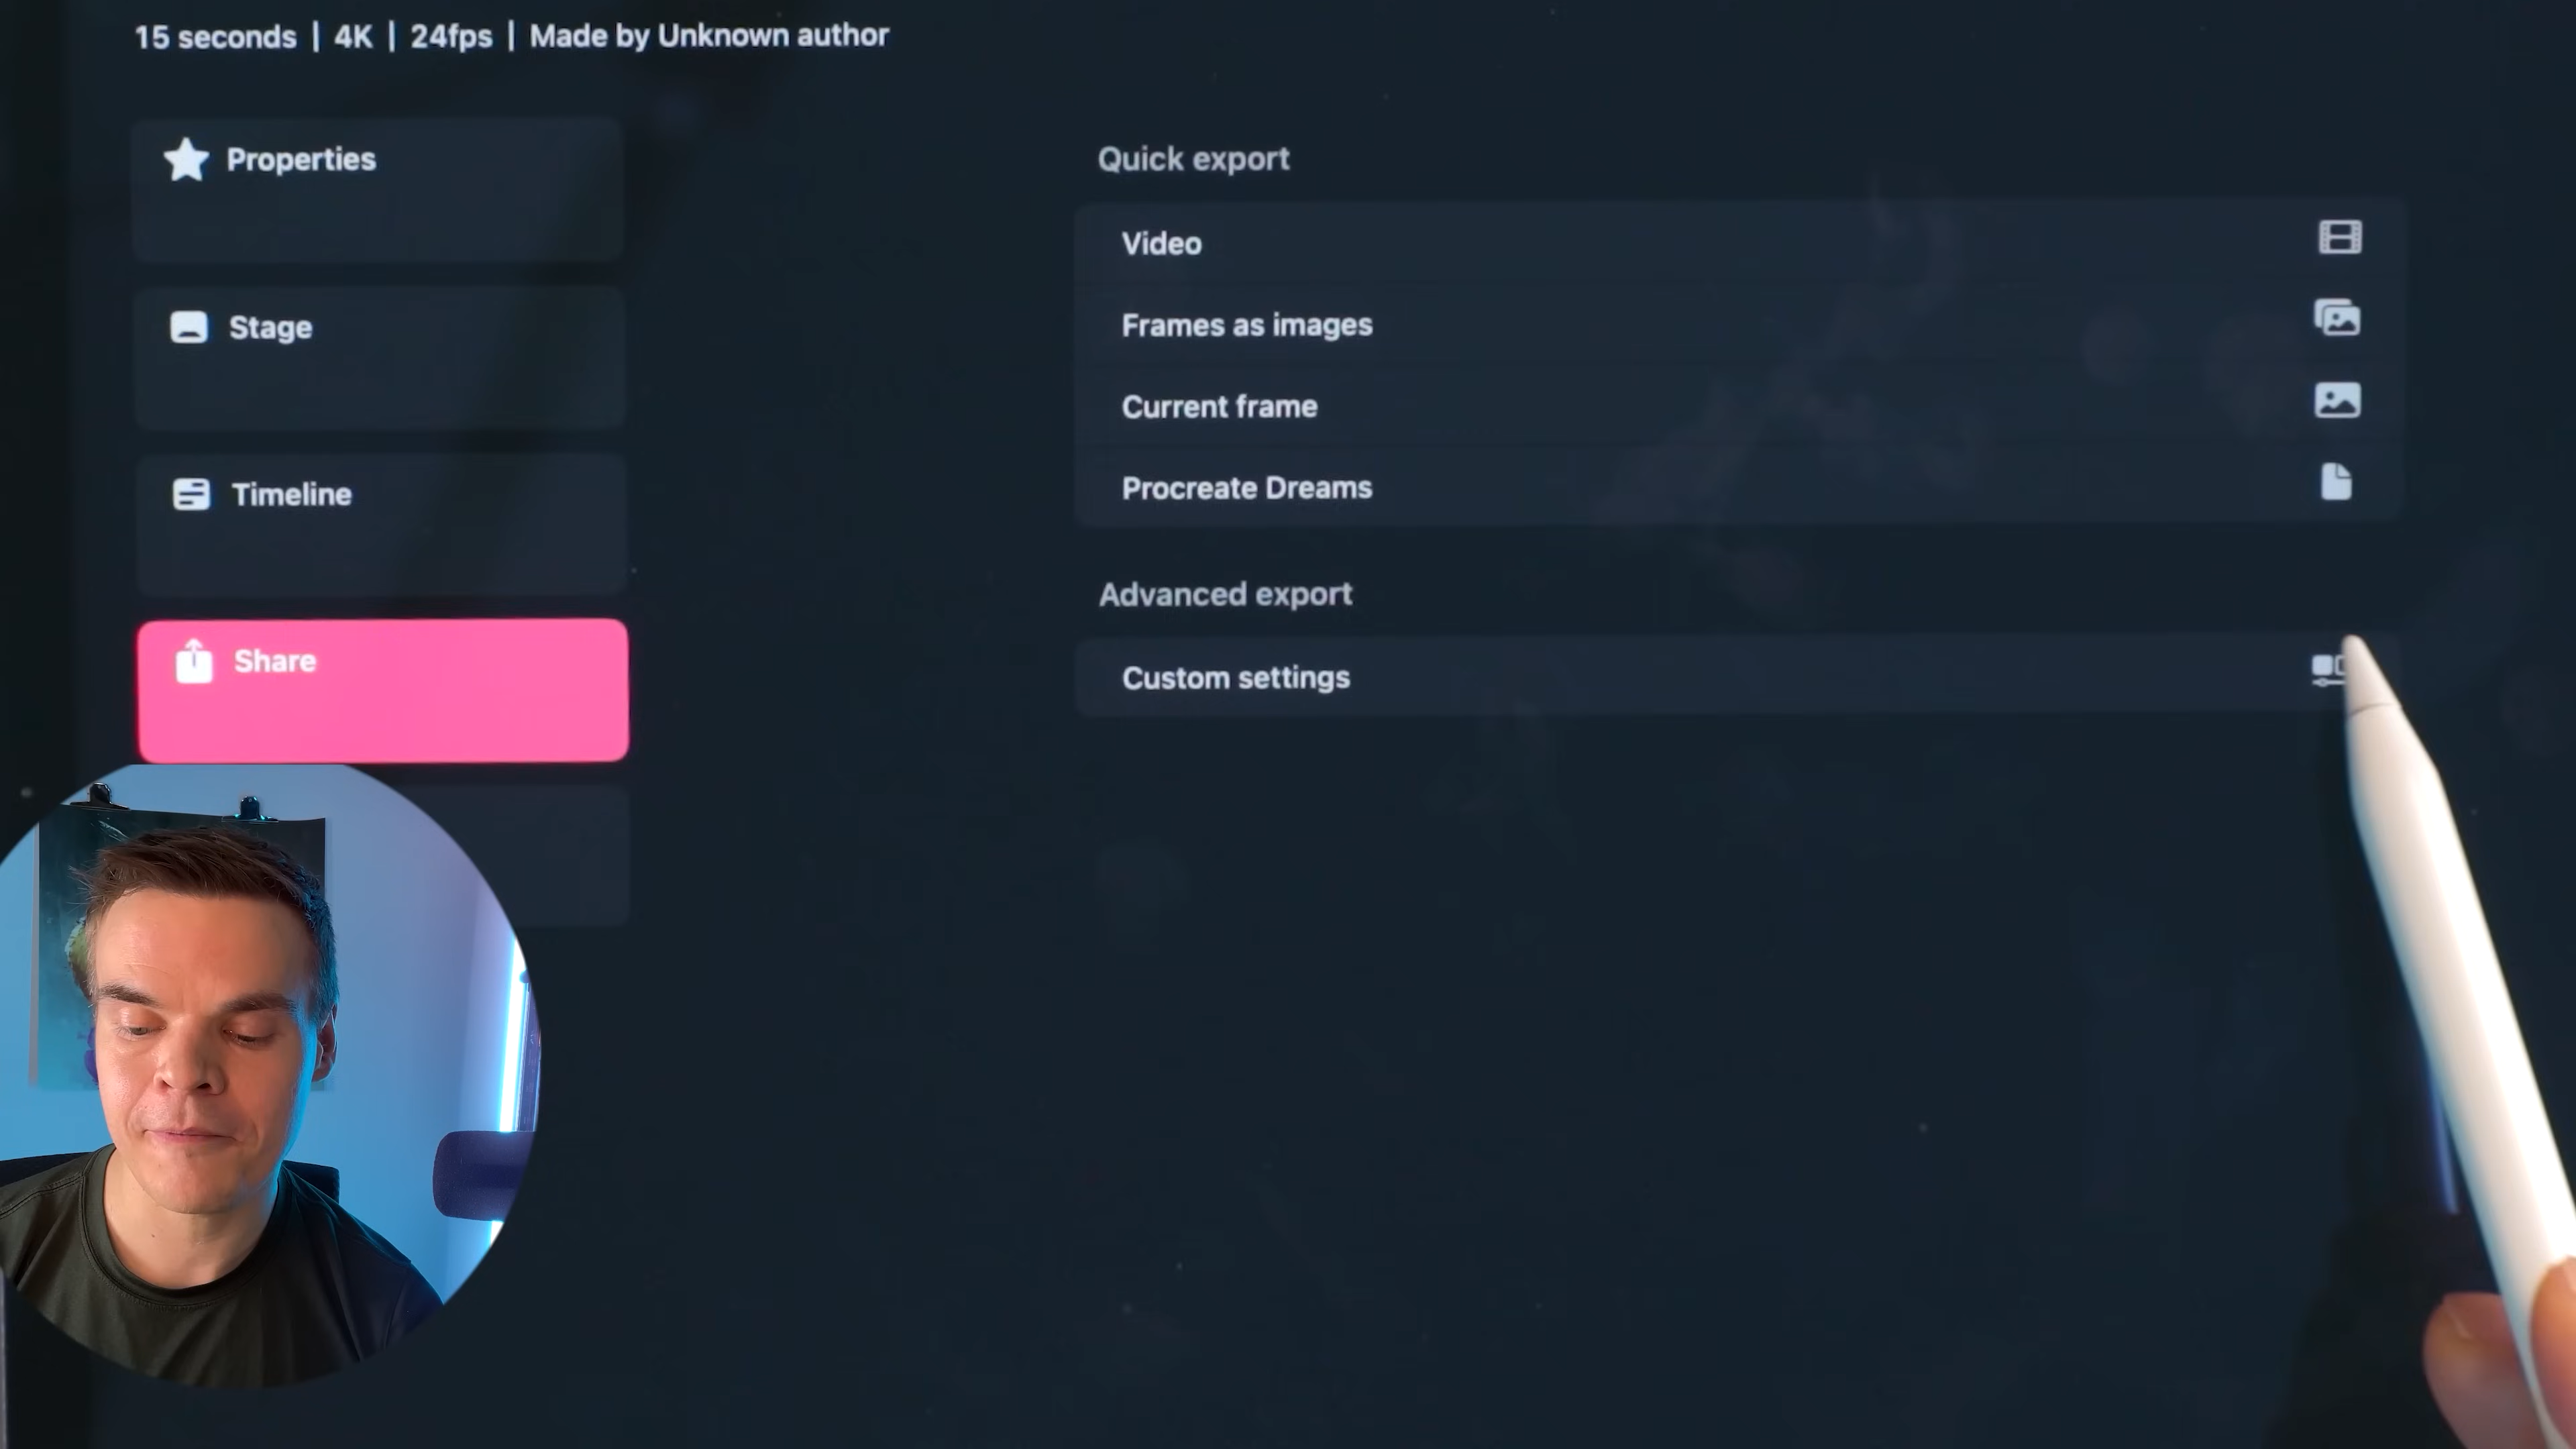 15 seconds | 4K | 24fps | Made by Unknown author
Properties
Stage
Timeline
Share
Quick export
Video
Frames as images
Current frame
Procreate Dreams
Advanced export
Custom settings